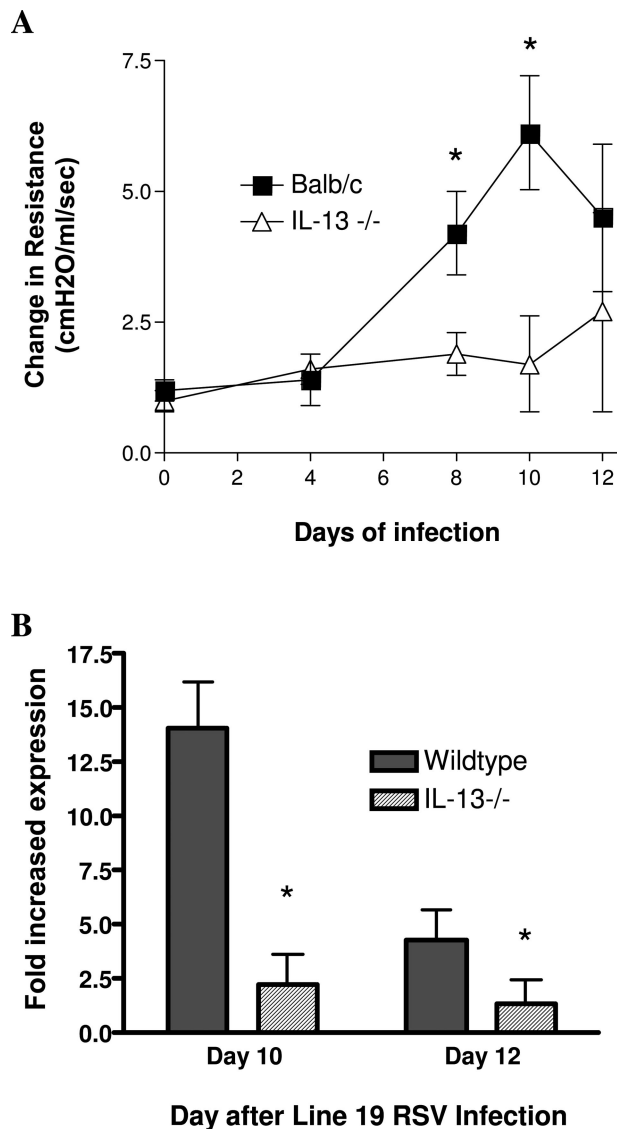 A
Change in Resistance
(cmH2O/ml/sec)
7.5
5.0
2.5
0.0
*
*
Balb/c
IL-13 -/-
0 2 4 6 8 10 12
Days of infection
B
Fold increased expression
17.5
15.0
12.5
10.0
7.5
5.0
2.5
0.0
Wildtype
IL-13-/-
*
*
Day 10 Day 12
Day after Line 19 RSV Infection